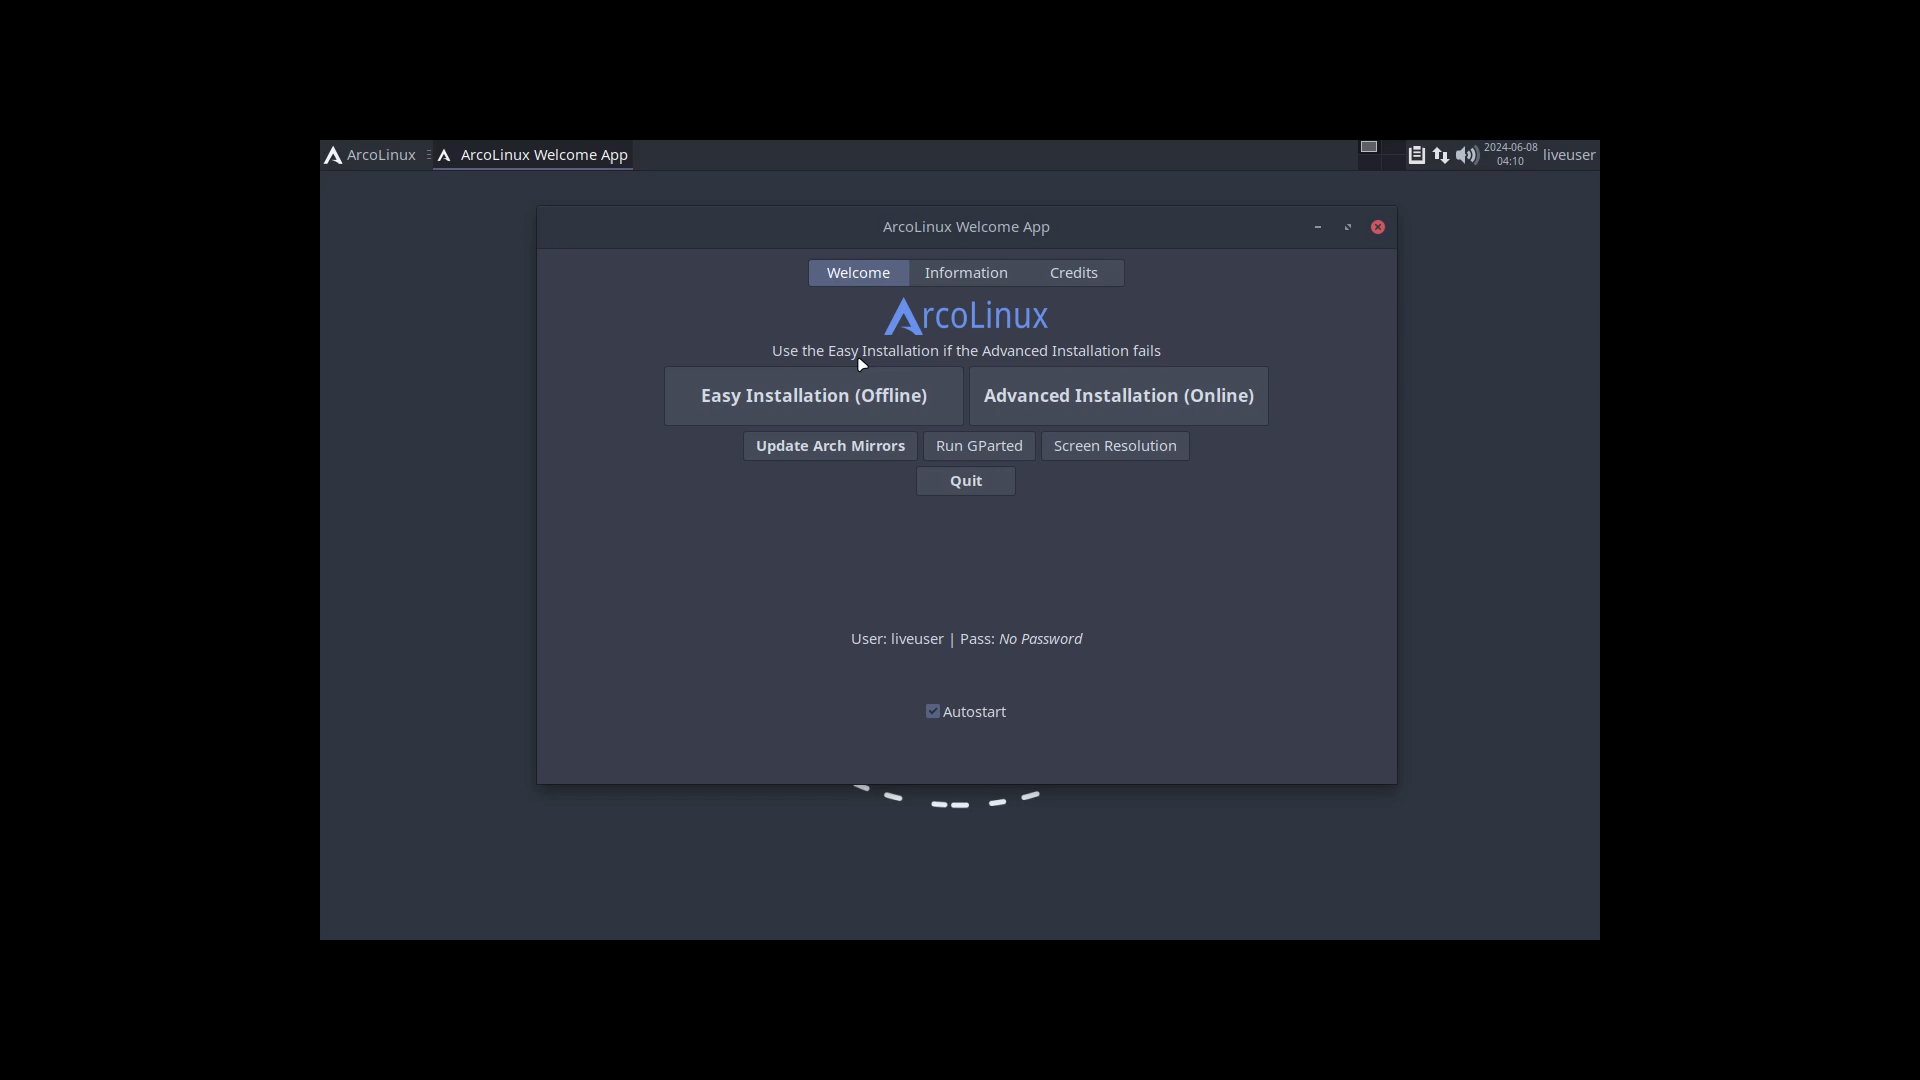 ArcoLinux
ArcoLinux Welcome App
2024-06-08
04:10
liveuser
ArcoLinux Welcome App
Welcome
Information
Credits
ArcoLinux
Use the Easy Installation if the Advanced Installation fails
Easy Installation (Offline)
Advanced Installation (Online)
Update Arch Mirrors
Run GParted
Screen Resolution
Quit
User: liveuser | Pass: No Password
Autostart